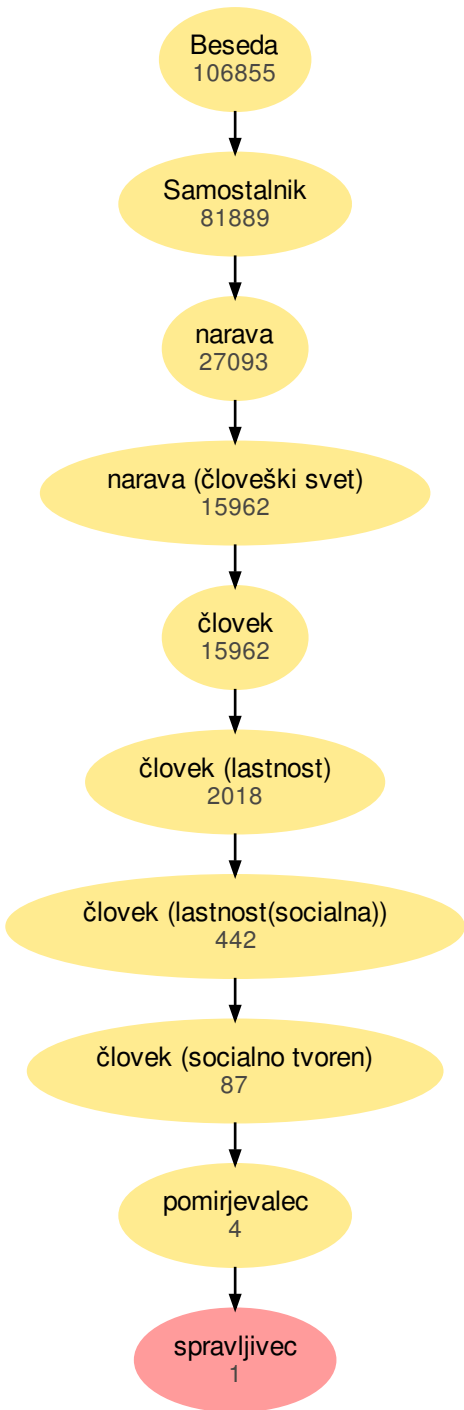 Beseda
106855
Samostalnik
81889
narava
27093
narava (človeški svet)
15962
človek
15962
človek (lastnost)
2018
človek (lastnost(socialna))
442
človek (socialno tvoren)
87
pomirjevalec
4
spravljivec
1